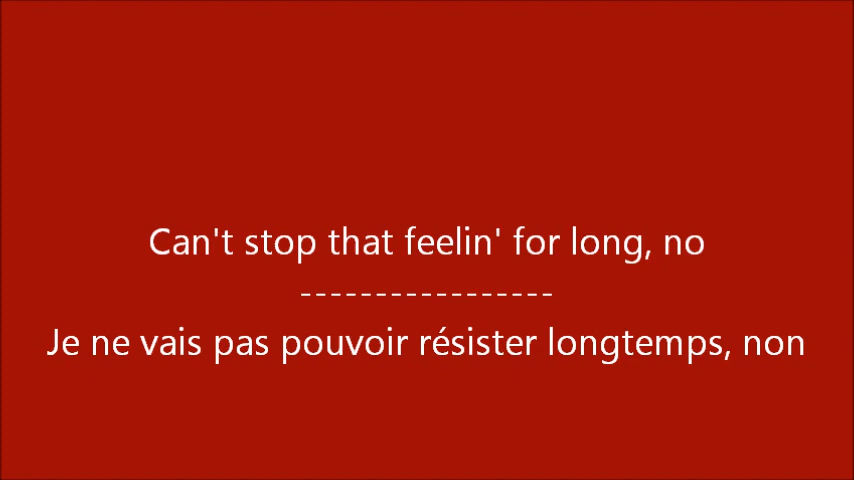 Can't stop that feelin' for long, no
-----------------
Je ne vais pas pouvoir résister longtemps, non